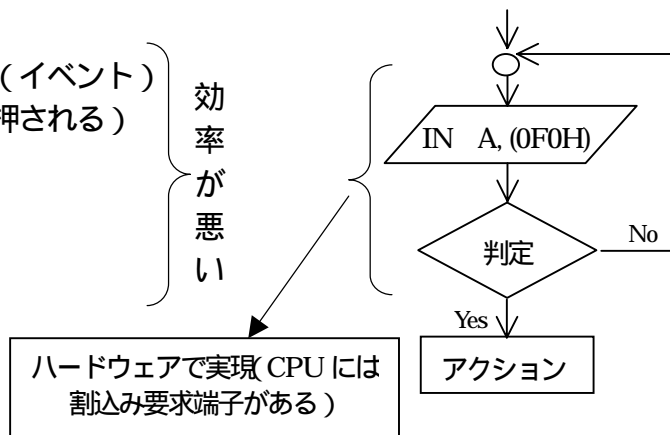 (イベント)
押される)
効率が悪い
IN A, (0F0H)
判定
No
Yes
アクション
ハードウェアで実現(CPU には
割込み要求端子がある)